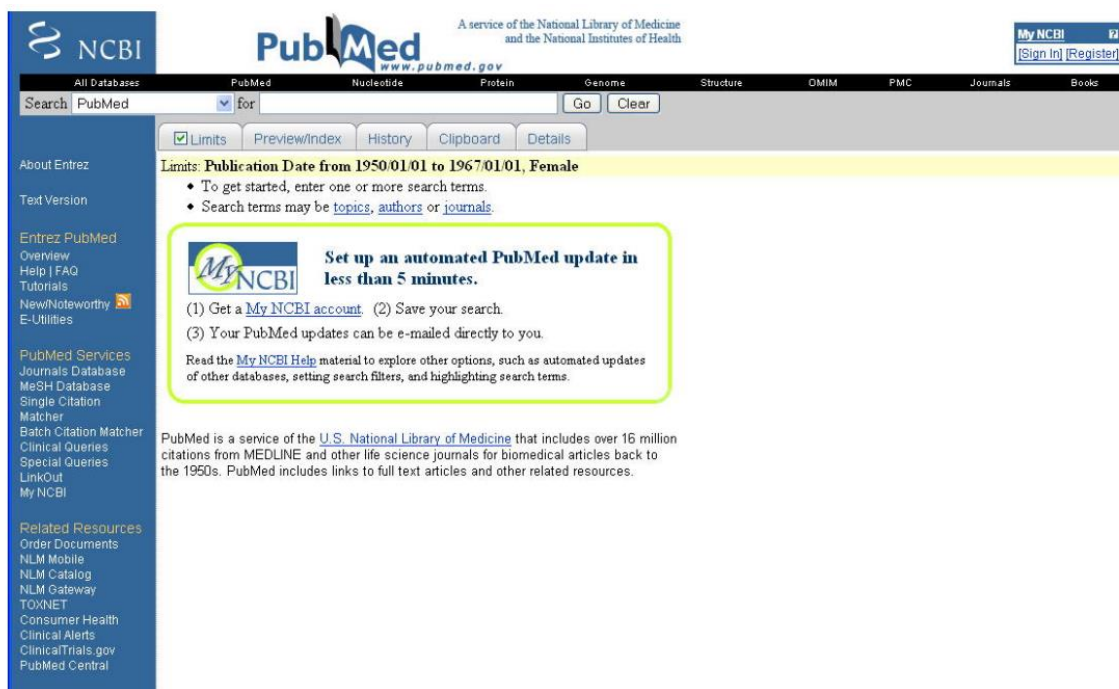 NCBI
PubMed
www.pubmed.gov
A service of the National Library of Medicine
and the National Institutes of Health
My NCBI
[Sign In] [Register]
All Databases PubMed Nucleotide Protein Genome Structure OMIM PMC Journals Books
Search PubMed for Go Clear
Limits Preview/Index History Clipboard Details
Limits: Publication Date from 1950/01/01 to 1967/01/01, Female
• To get started, enter one or more search terms.
• Search terms may be topics, authors or journals.
My NCBI
Set up an automated PubMed update in
less than 5 minutes.
(1) Get a My NCBI account. (2) Save your search.
(3) Your PubMed updates can be e-mailed directly to you.
Read the My NCBI Help material to explore other options, such as automated updates
of other databases, setting search filters, and highlighting search terms.
PubMed is a service of the U.S. National Library of Medicine that includes over 16 million
citations from MEDLINE and other life science journals for biomedical articles back to
the 1950s. PubMed includes links to full text articles and other related resources.
About Entrez
Text Version
Entrez PubMed
Overview
Help | FAQ
Tutorials
New/Noteworthy
E-Utilities
PubMed Services
Journals Database
MeSH Database
Single Citation
Matcher
Batch Citation Matcher
Clinical Queries
Special Queries
LinkOut
My NCBI
Related Resources
Order Documents
NLM Mobile
NLM Catalog
NLM Gateway
TOXNET
Consumer Health
Clinical Alerts
ClinicalTrials.gov
PubMed Central